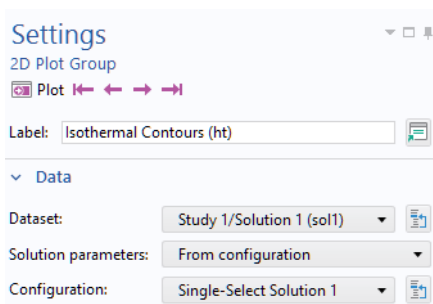 Settings
2D Plot Group
Plot
Label: Isothermal Contours (ht)
Data
Dataset: Study 1/Solution 1 (sol1)
Solution parameters: From configuration
Configuration: Single-Select Solution 1